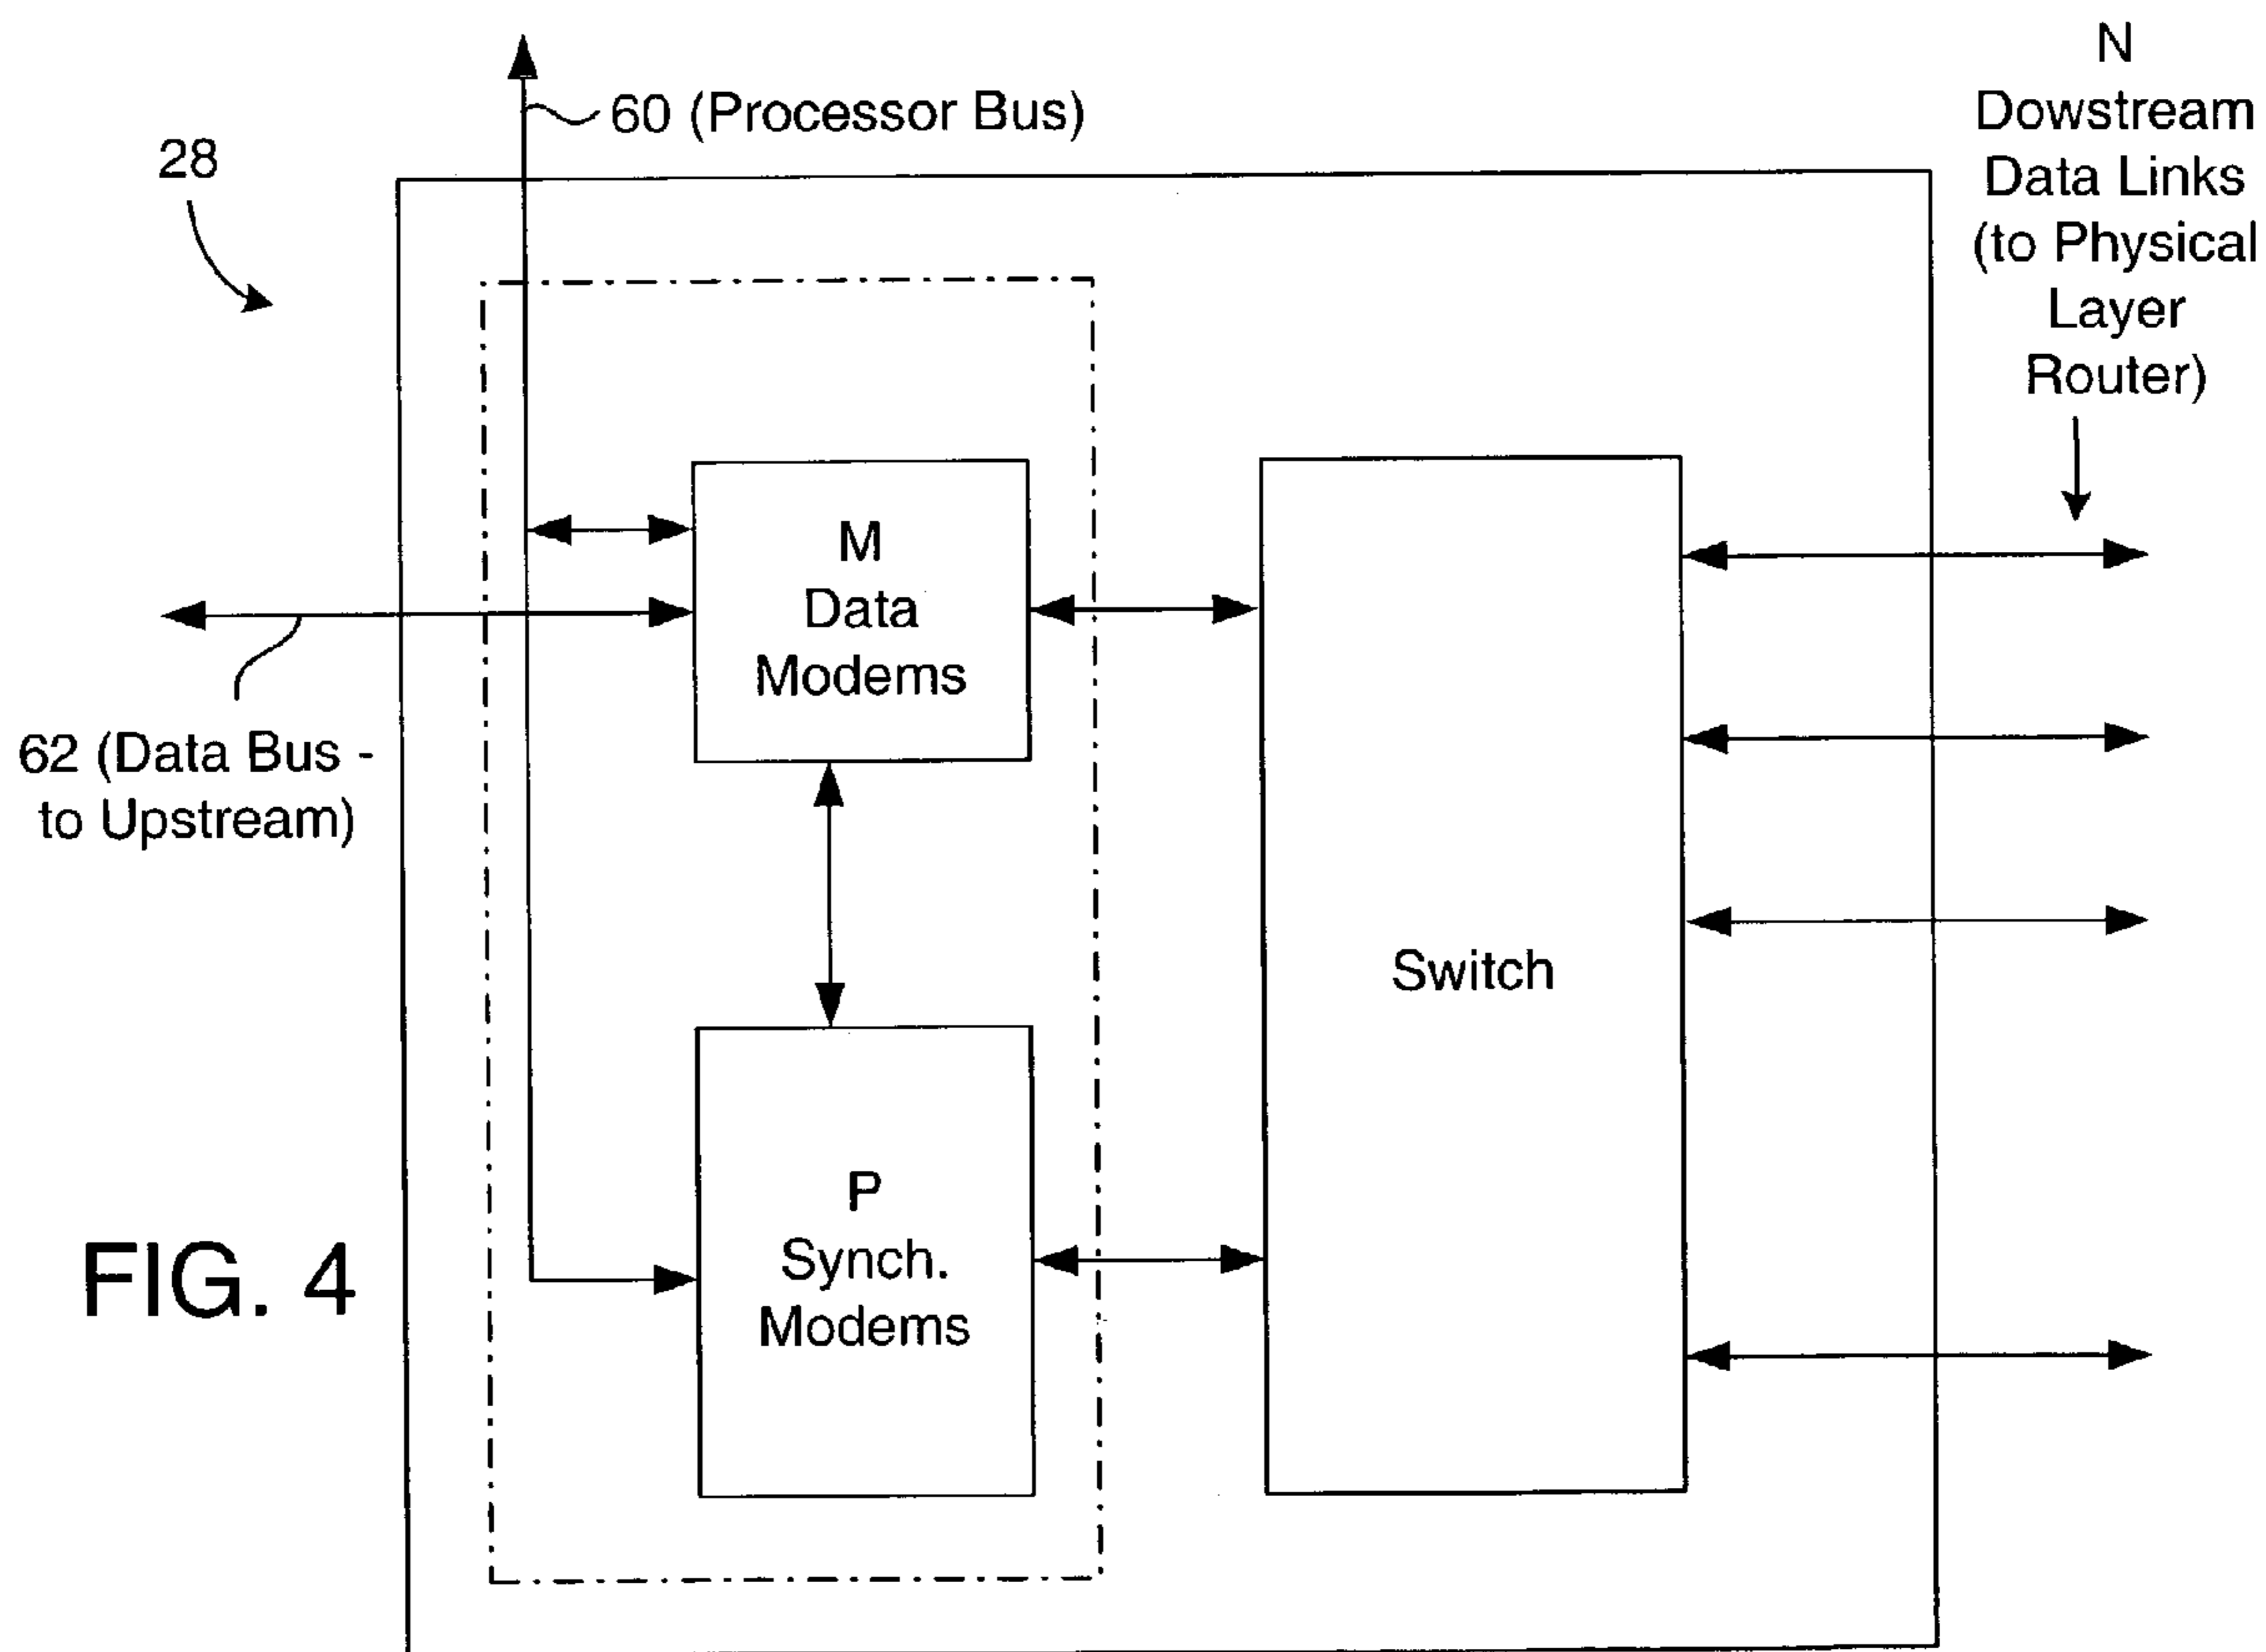 60 (Processor Bus)
28
N
Dowstream
Data Links
(to Physical
Layer
Router)
M
Data
Modems
62 (Data Bus -
to Upstream)
Switch
P
Synch.
Modems
FIG. 4